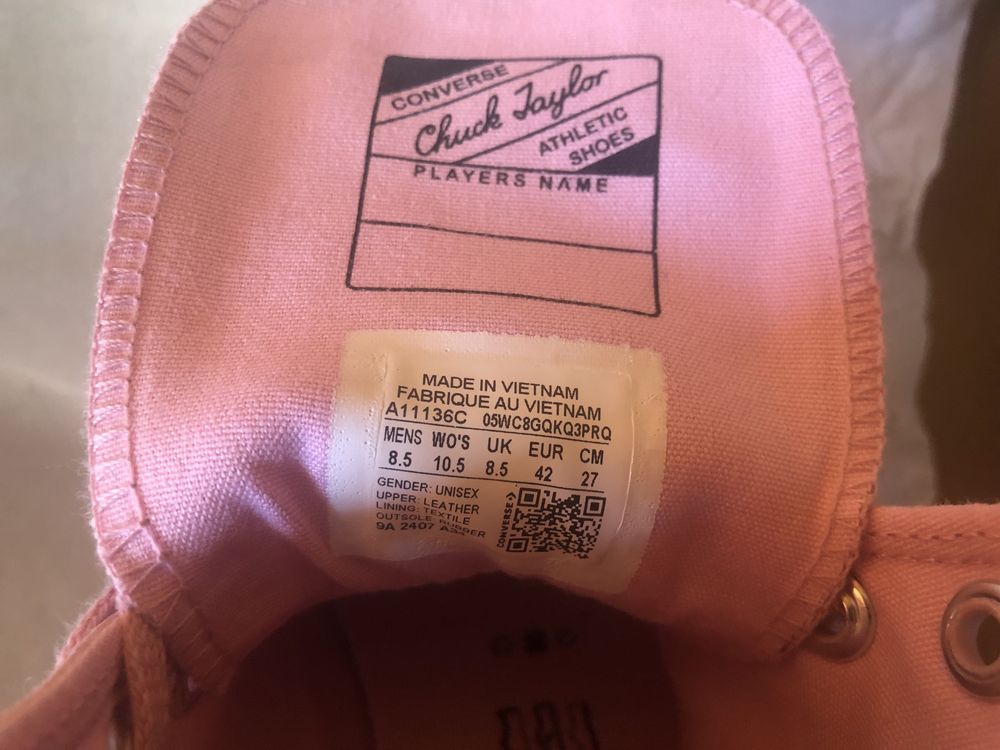 CONVERSE
Chuck Taylor
ATHLETIC
SHOES
PLAYERS NAME
MADE IN VIETNAM
FABRIQUE AU VIETNAM
A11136C 05WC8GQKQ3PRQ
MENS WO'S UK EUR CM
8.5 10.5 8.5 42 27
GENDER: UNISEX
UPPER: LEATHER
LINING: TEXTILE
OUTSOLE: RUBBER
9A 2407
CONVERSE